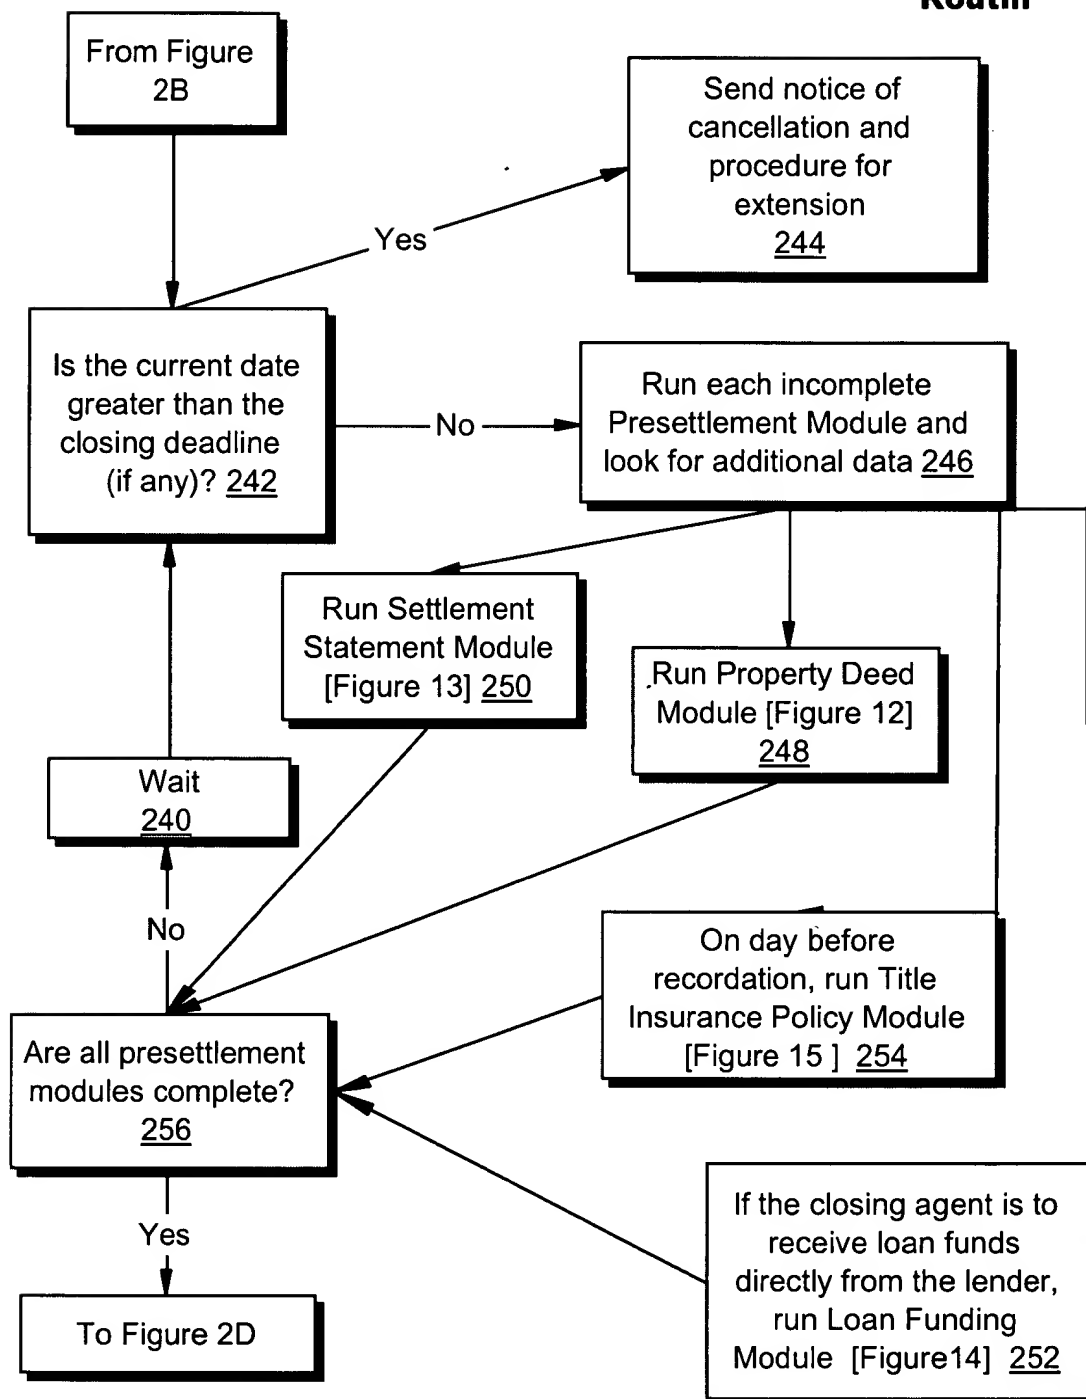 From Figure
2B
Send notice of
cancellation and
procedure for
extension
244
Yes
Is the current date
greater than the
closing deadline
(if any)? 242
No
Run each incomplete
Presettlement Module and
look for additional data 246
Run Settlement
Statement Module
[Figure 13] 250
Run Property Deed
Module [Figure 12]
248
Wait
240
No
On day before
recordation, run Title
Insurance Policy Module
[Figure 15 ] 254
Are all presettlement
modules complete?
256
Yes
If the closing agent is to
receive loan funds
directly from the lender,
run Loan Funding
Module [Figure14] 252
To Figure 2D